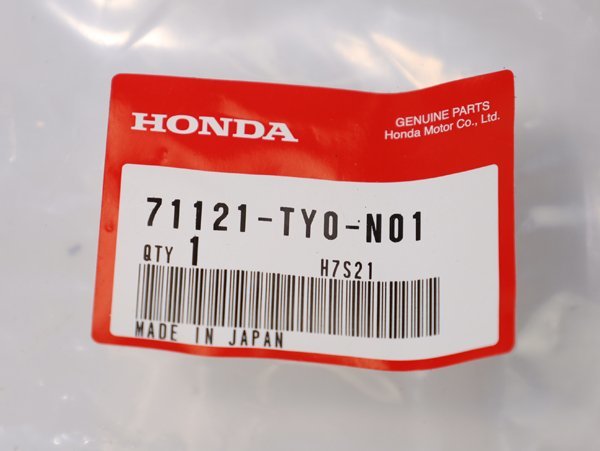 HONDA
GENUINE PARTS
Honda Motor Co., Ltd.
71121-TY0-N01
QTY 1 H7S21
MADE IN JAPAN